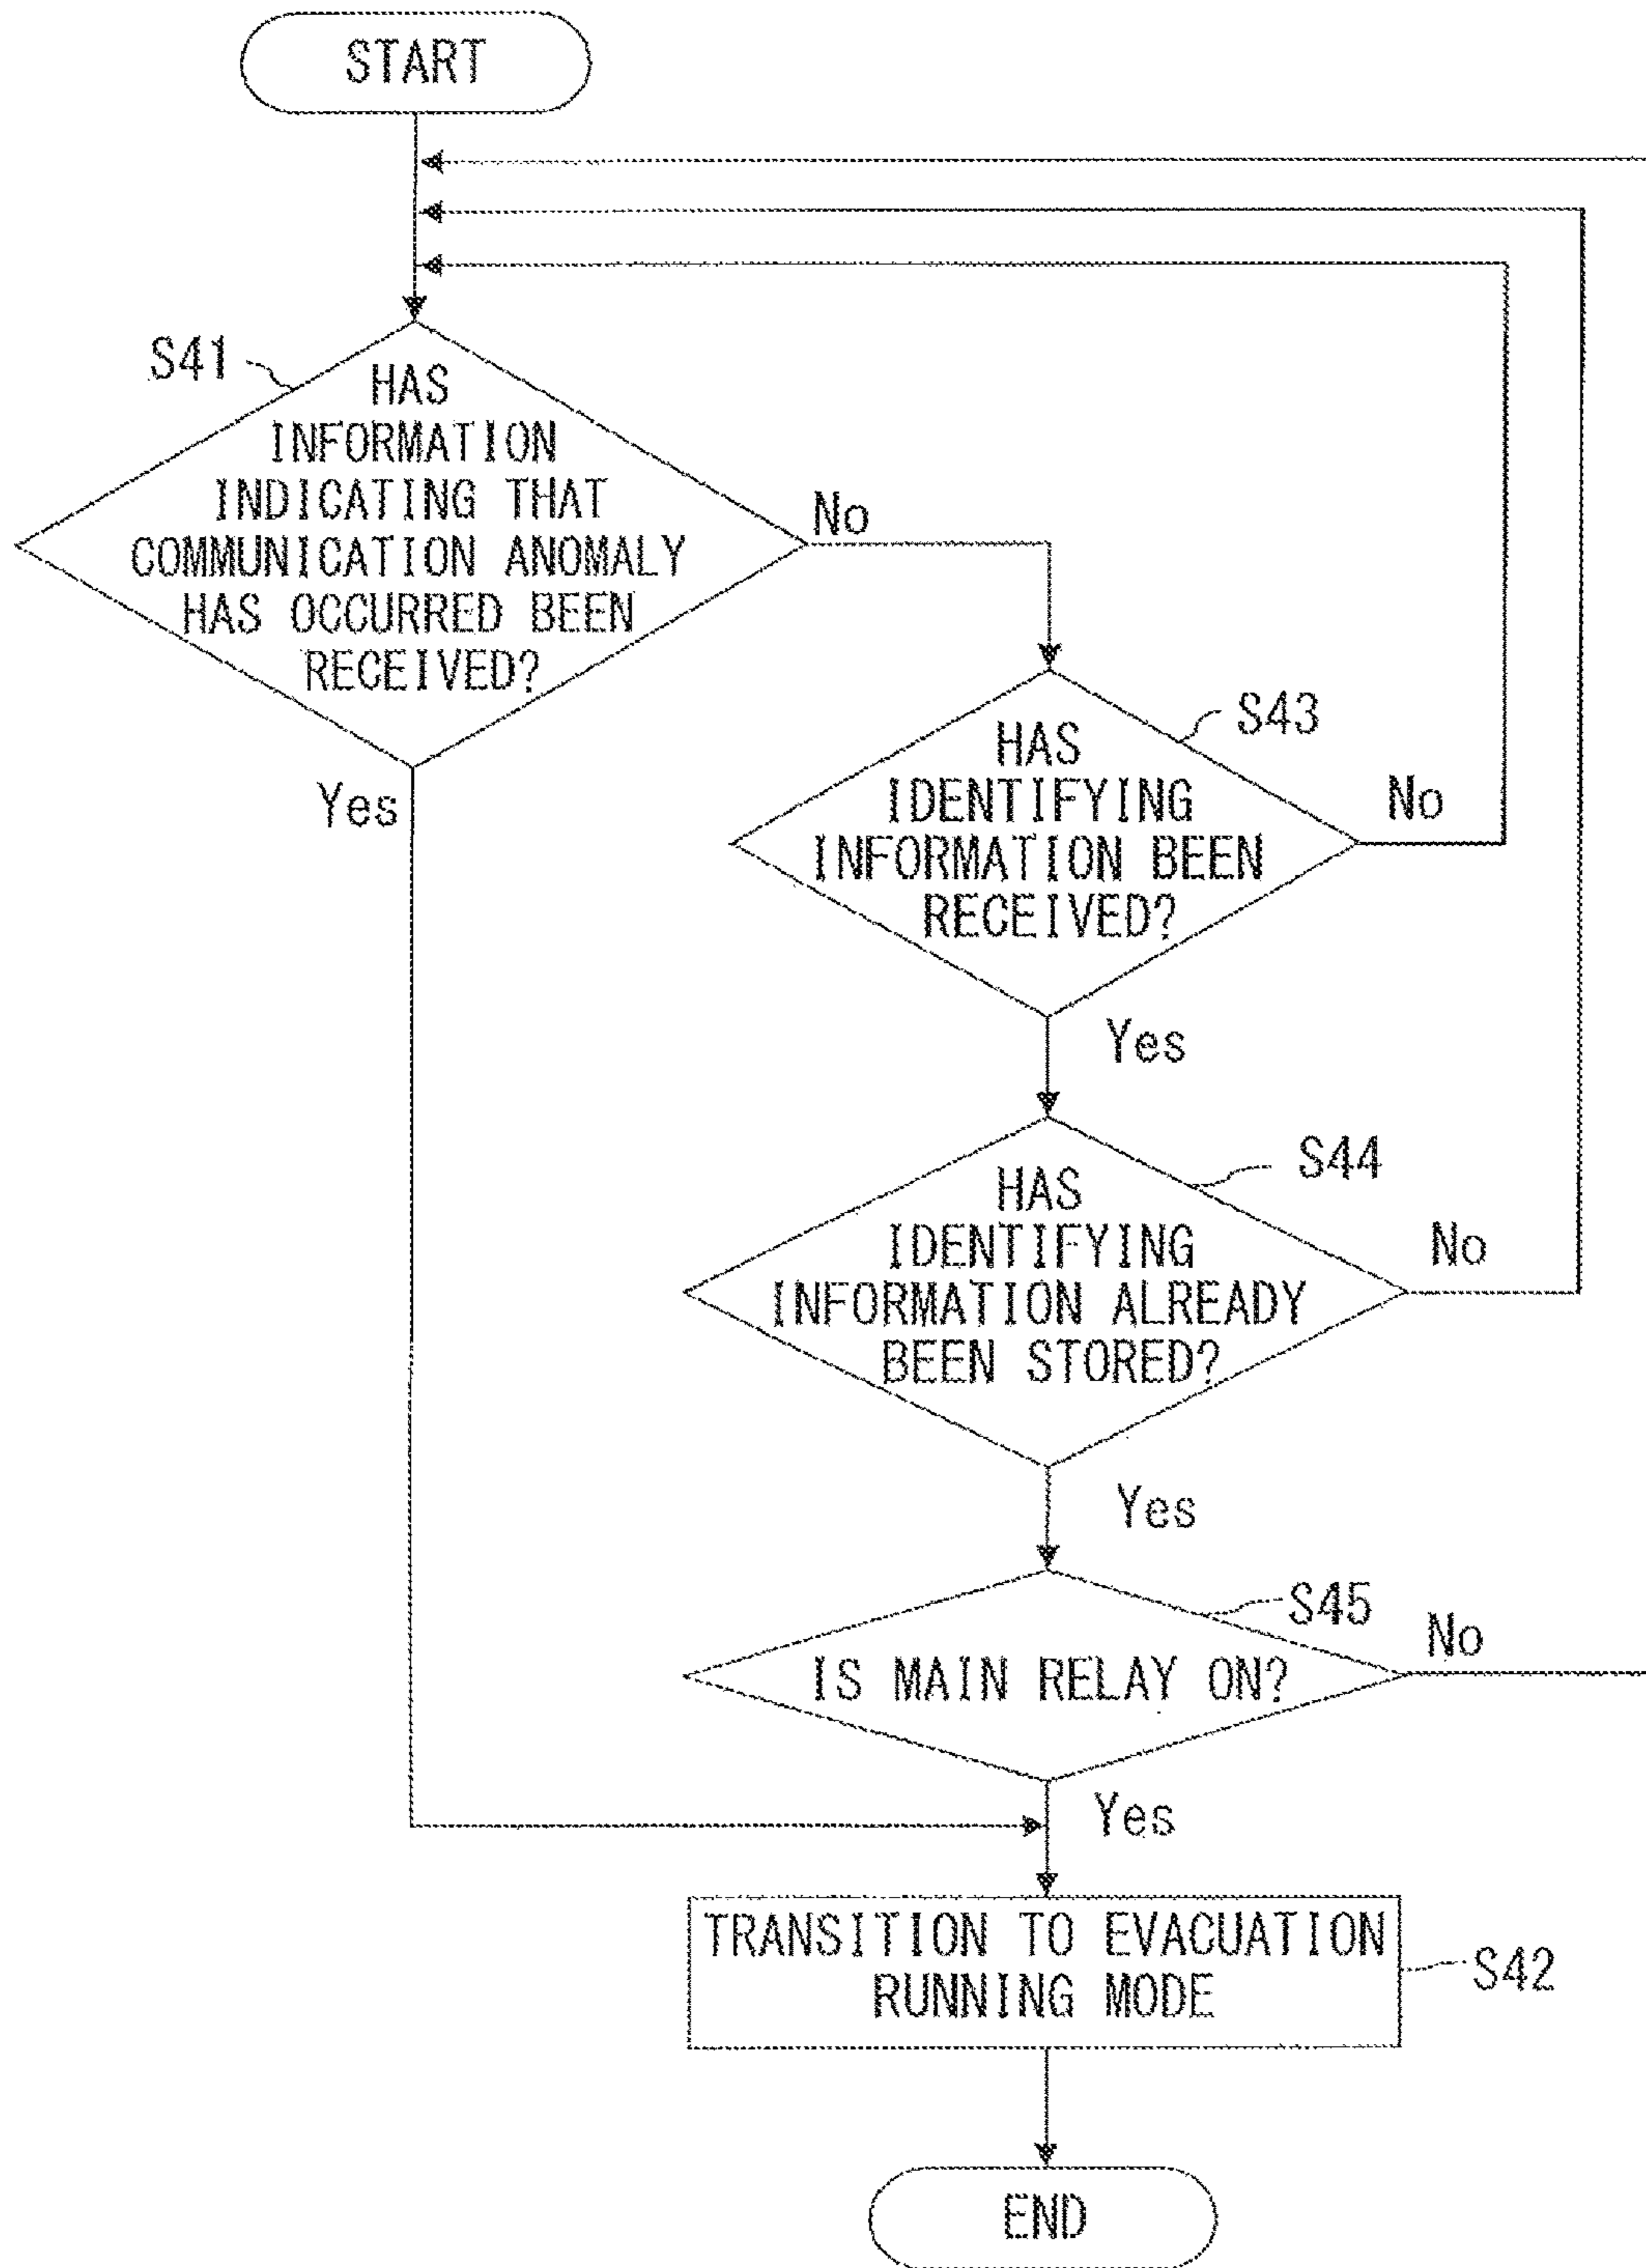 START
S41
HAS
INFORMATION
INDICATING THAT
COMMUNICATION ANOMALY
HAS OCCURRED BEEN
RECEIVED?
No
Yes
S43
HAS
IDENTIFYING
INFORMATION BEEN
RECEIVED?
No
Yes
S44
HAS
IDENTIFYING
INFORMATION ALREADY
BEEN STORED?
No
Yes
S45
IS MAIN RELAY ON?
No
Yes
TRANSITION TO EVACUATION
RUNNING MODE
S42
END